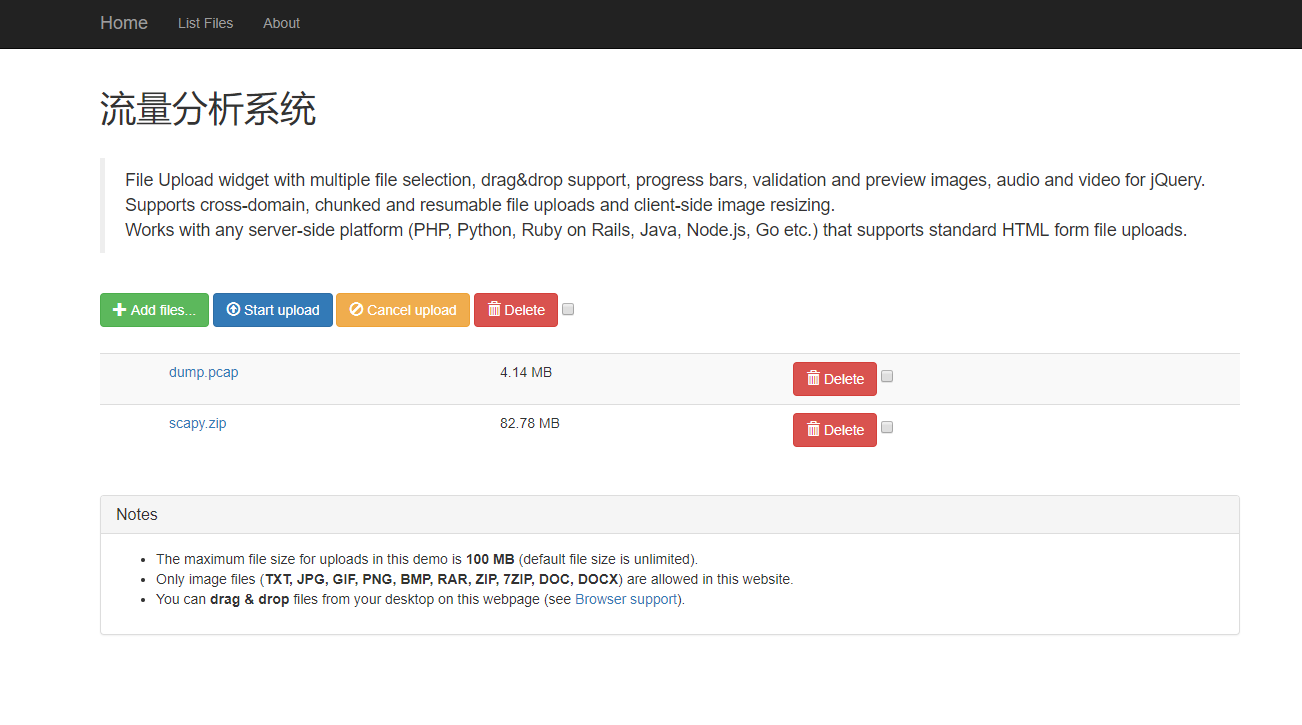 Home List Files About
流量分析系统
File Upload widget with multiple file selection, drag&drop support, progress bars, validation and preview images, audio and video for jQuery.
Supports cross-domain, chunked and resumable file uploads and client-side image resizing.
Works with any server-side platform (PHP, Python, Ruby on Rails, Java, Node.js, Go etc.) that supports standard HTML form file uploads.
Add files... Start upload Cancel upload Delete
dump.pcap 4.14 MB Delete
scapy.zip 82.78 MB Delete
Notes
• The maximum file size for uploads in this demo is 100 MB (default file size is unlimited).
• Only image files (TXT, JPG, GIF, PNG, BMP, RAR, ZIP, 7ZIP, DOC, DOCX) are allowed in this website.
• You can drag & drop files from your desktop on this webpage (see Browser support).